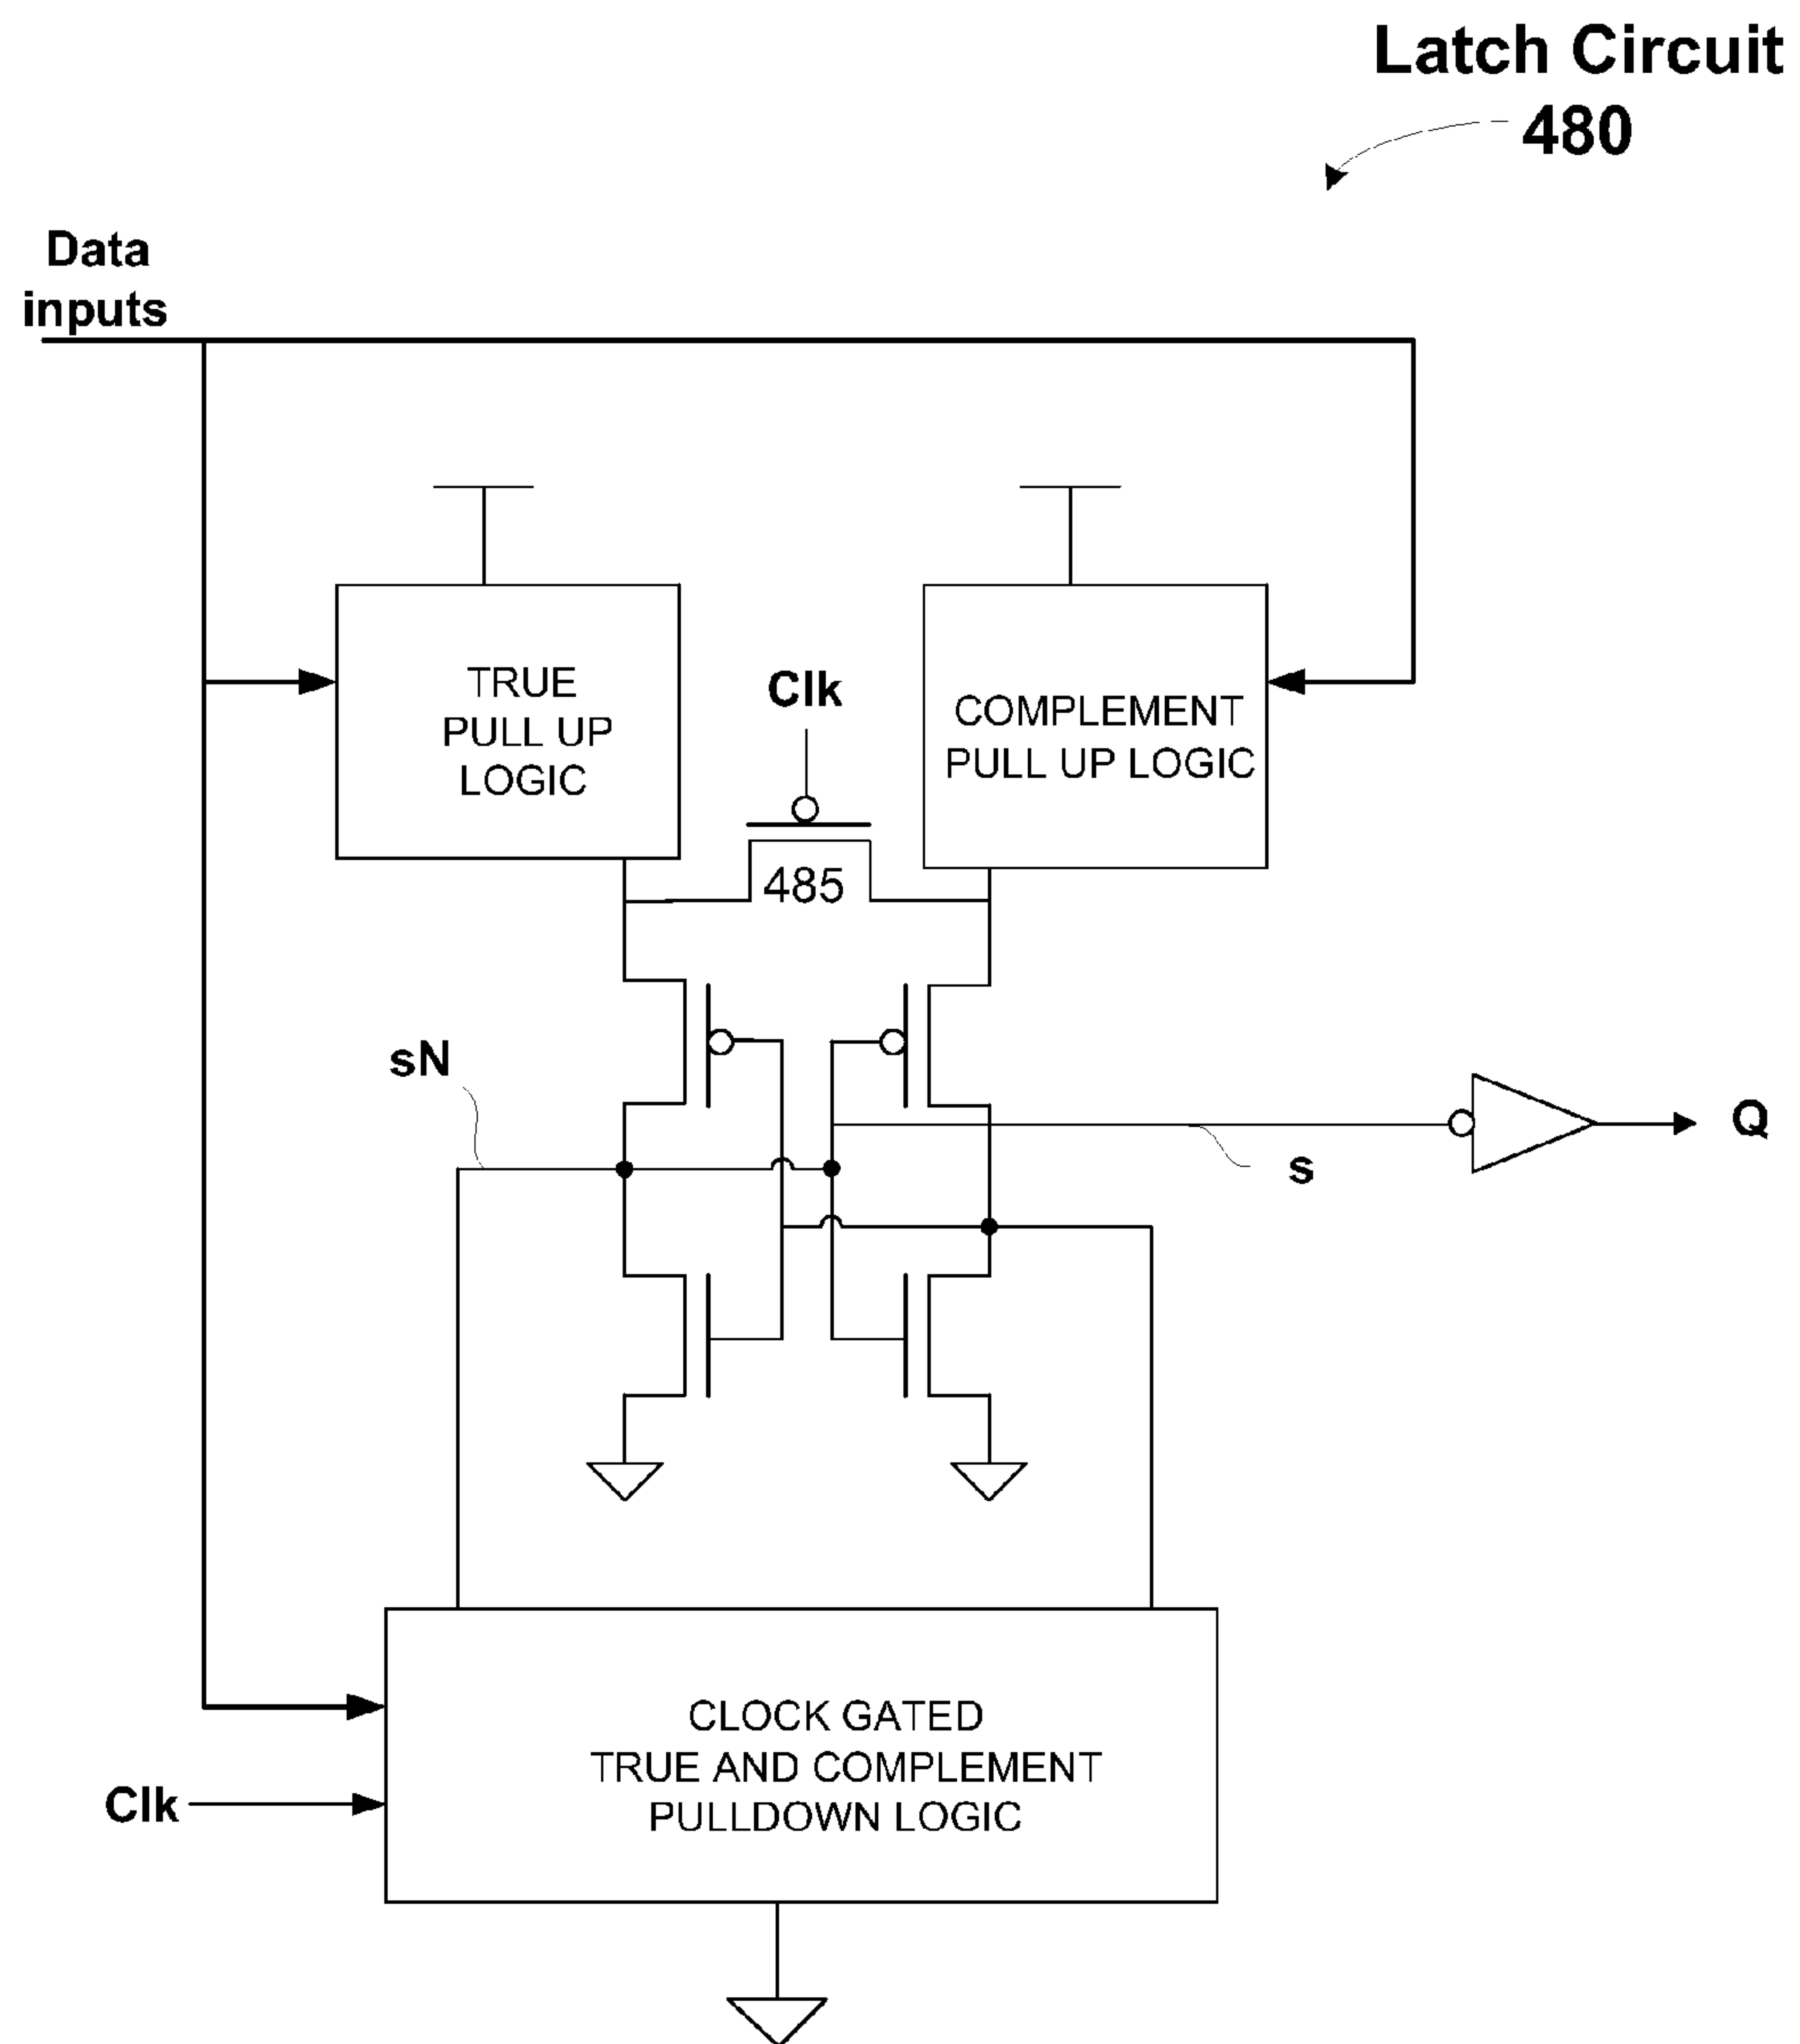 Latch Circuit
480
Data
inputs
TRUE
PULL UP
LOGIC
Clk
COMPLEMENT
PULL UP LOGIC
485
sN
Q
s
CLOCK GATED
TRUE AND COMPLEMENT
PULLDOWN LOGIC
Clk